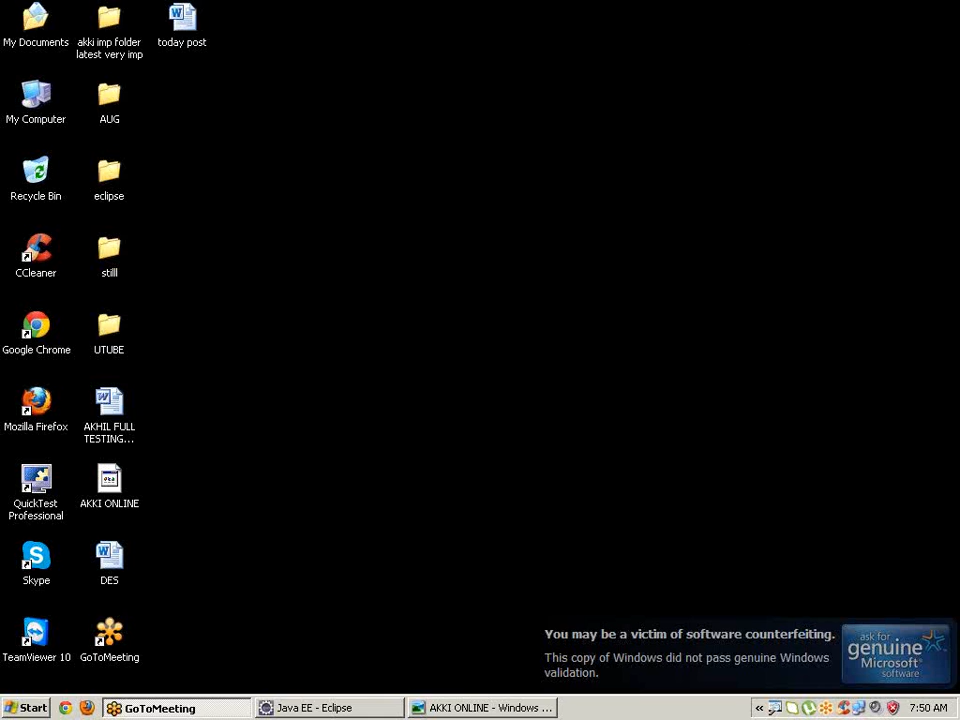 My Documents
akki imp folder
latest very imp
today post
My Computer
AUG
Recycle Bin
eclipse
CCleaner
stilll
Google Chrome
UTUBE
Mozilla Firefox
AKHIL FULL
TESTING...
QuickTest
Professional
AKKI ONLINE
Skype
DES
TeamViewer 10
GoToMeeting
You may be a victim of software counterfeiting.
This copy of Windows did not pass genuine Windows
validation.
ask for
genuine
Microsoft
software
Start
GoToMeeting
Java EE - Eclipse
AKKI ONLINE - Windows ...
«
7:50 AM